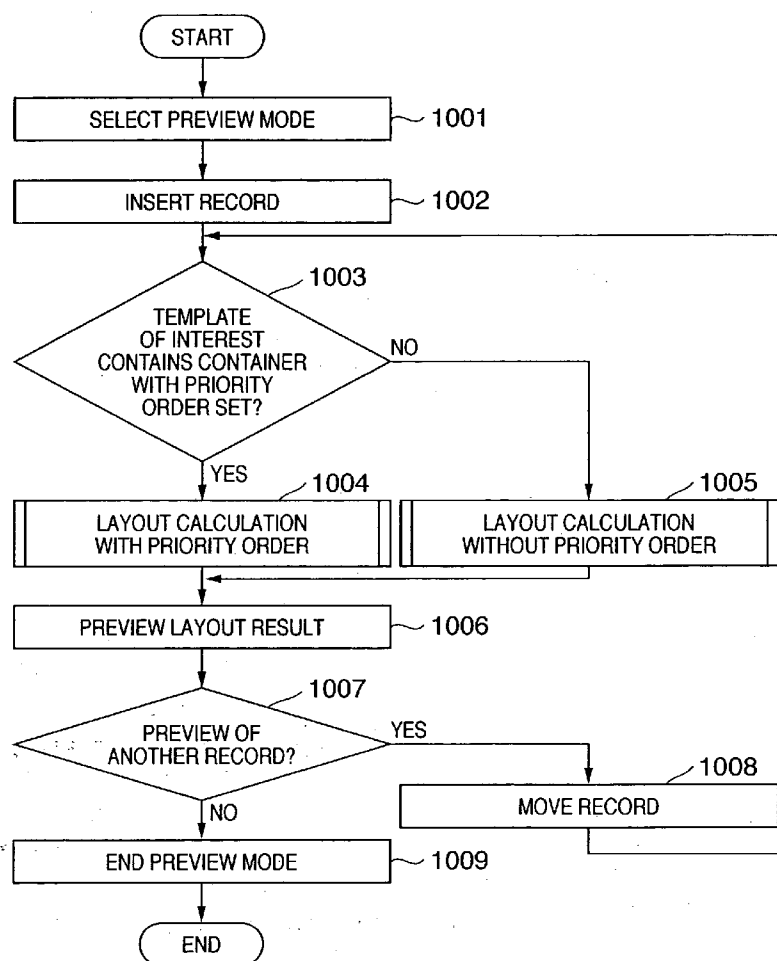 START
SELECT PREVIEW MODE
1001
INSERT RECORD
1002
1003
TEMPLATE
OF INTEREST
CONTAINS CONTAINER
WITH PRIORITY
ORDER SET?
NO
YES
1004
LAYOUT CALCULATION
WITH PRIORITY ORDER
1005
LAYOUT CALCULATION
WITHOUT PRIORITY ORDER
PREVIEW LAYOUT RESULT
1006
1007
PREVIEW OF
ANOTHER RECORD?
YES
NO
1008
MOVE RECORD
END PREVIEW MODE
1009
END